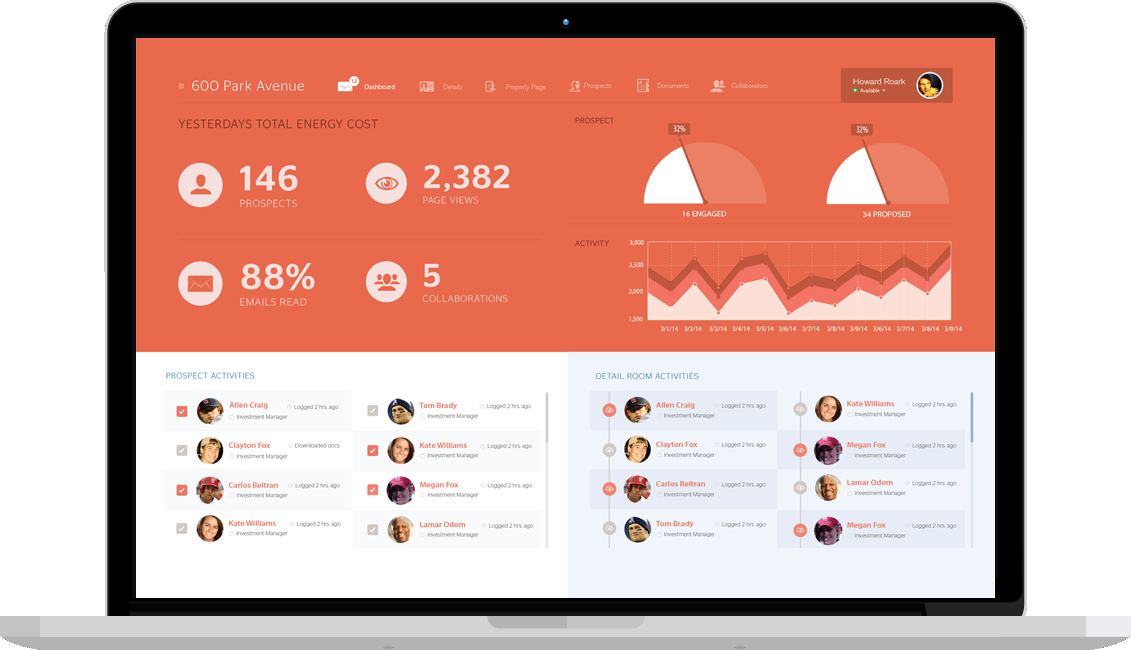 600 Park Avenue
12
Dashboard
Details
Property Page
Prospects
Documents
Collaborators
Howard Roark
Available
YESTERDAYS TOTAL ENERGY COST
146
PROSPECTS
2,382
PAGE VIEWS
88%
EMAILS READ
5
COLLABORATIONS
PROSPECT
32%
16 ENGAGED
32%
34 PROPOSED
ACTIVITY
3,000
2,500
2,000
1,500
3/1/14 3/2/14 3/3/14 3/4/14 3/5/14 3/6/14 3/7/14 3/8/14 3/9/14 3/6/14 3/7/14 3/8/14 3/9/14
PROSPECT ACTIVITIES
Allen Craig Logged 2 hrs ago
Investment Manager
Tom Brady Logged 2 hrs ago
Investment Manager
Clayton Fox Downloaded docs
Investment Manager
Kate Williams Logged 2 hrs ago
Investment Manager
Carlos Beltran Logged 2 hrs ago
Investment Manager
Megan Fox Logged 2 hrs ago
Investment Manager
Kate Williams Logged 2 hrs ago
Investment Manager
Lamar Odom Logged 2 hrs ago
Investment Manager
DETAIL ROOM ACTIVITIES
Allen Craig Logged 2 hrs ago
Investment Manager
Kate Williams Logged 2 hrs ago
Investment Manager
Clayton Fox Logged 2 hrs ago
Investment Manager
Megan Fox Logged 2 hrs ago
Investment Manager
Carlos Beltran Logged 2 hrs ago
Investment Manager
Lamar Odom Logged 2 hrs ago
Investment Manager
Tom Brady Logged 2 hrs ago
Investment Manager
Megan Fox Logged 2 hrs ago
Investment Manager